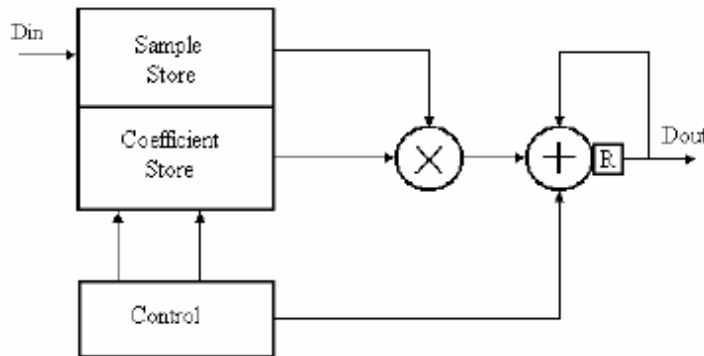 Din
Sample
Store
Coefficient
Store
Control
R
Dout